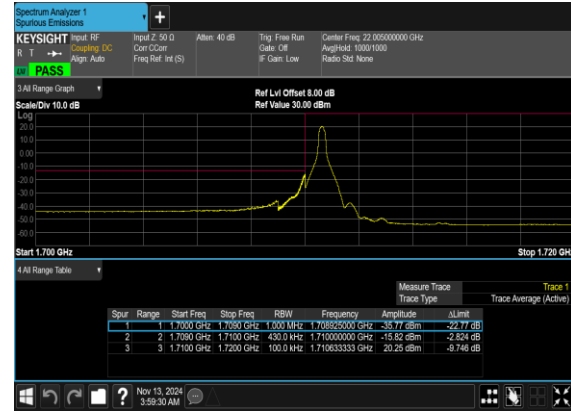 Spectrum Analyzer 1
Spurious Emissions
+
KEYSIGHT Input: RF Input Z: 50 Ω Atten: 40 dB Trig: Free Run Center Freq: 22.005000000 GHz
R T Coupling: DC Corr CCorr Gate: Off Avg|Hold: 1000/1000
Align: Auto Freq Ref: Int (S) IF Gain: Low Radio Std: None
PASS
3 All Range Graph
Ref Lvl Offset 8.00 dB
Scale/Div 10.0 dB Ref Value 30.00 dBm
Log
20.0
10.0
0.00
-10.0
-20.0
-30.0
-40.0
-50.0
-60.0
Start 1.700 GHz Stop 1.720 GHz
4 All Range Table
Measure Trace Trace 1
Trace Type Trace Average (Active)
Spur Range Start Freq Stop Freq RBW Frequency Amplitude ΔLimit
1 1 1.7000 GHz 1.7090 GHz 1.000 MHz 1.708925000 GHz -35.77 dBm -22.77 dB
2 2 1.7090 GHz 1.7100 GHz 430.0 kHz 1.710000000 GHz -15.82 dBm -2.824 dB
3 3 1.7100 GHz 1.7200 GHz 100.0 kHz 1.710633333 GHz 20.25 dBm -9.746 dB
? Nov 13, 2024
3:59:30 AM